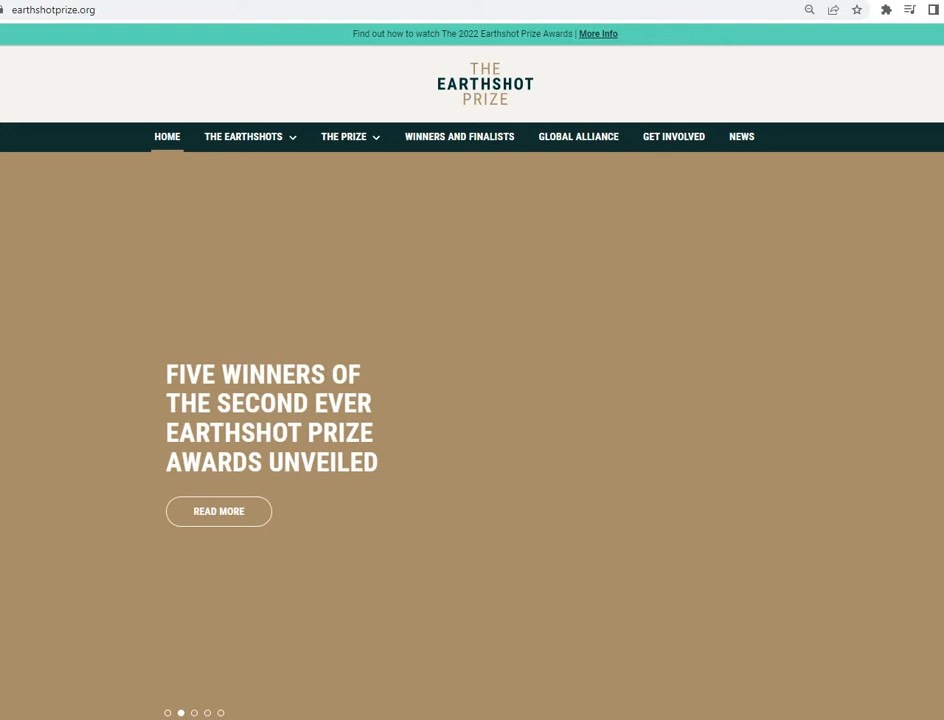 earthshotprize.org
Find out how to watch The 2022 Earthshot Prize Awards | More Info
THE
EARTHSHOT
PRIZE
HOME THE EARTHSHOTS THE PRIZE WINNERS AND FINALISTS GLOBAL ALLIANCE GET INVOLVED NEWS
FIVE WINNERS OF
THE SECOND EVER
EARTHSHOT PRIZE
AWARDS UNVEILED
READ MORE